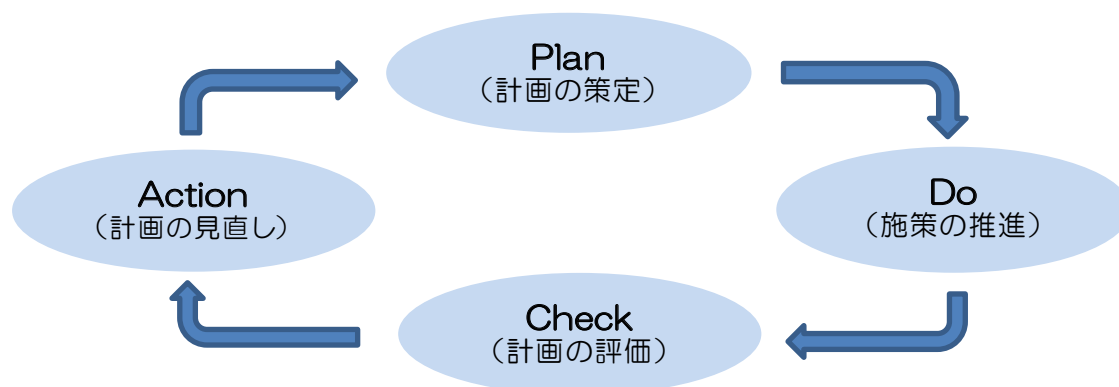 Plan
（計画の策定）
Do
（施策の推進）
Check
（計画の評価）
Action
（計画の見直し）